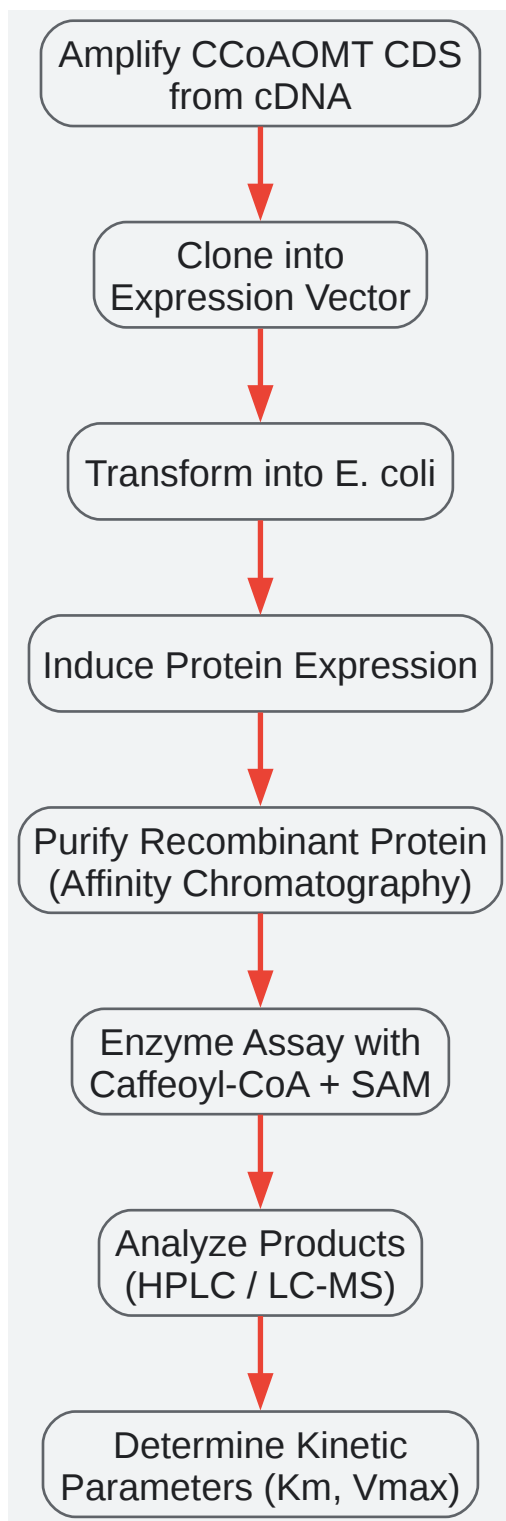 Amplify CCoAOMT CDS
from cDNA
Clone into
Expression Vector
Transform into E. coli
Induce Protein Expression
Purify Recombinant Protein
(Affinity Chromatography)
Enzyme Assay with
Caffeoyl-CoA + SAM
Analyze Products
(HPLC / LC-MS)
Determine Kinetic
Parameters (Km, Vmax)